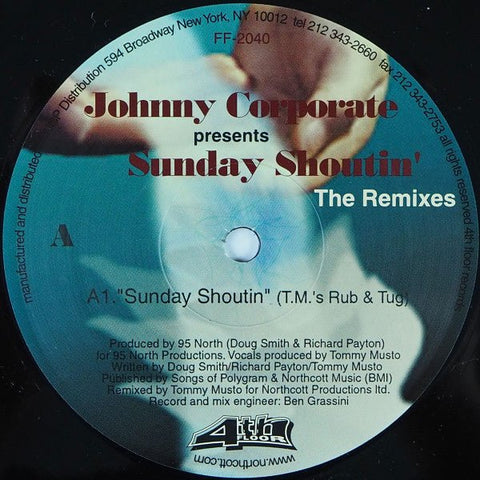 manufactured and distributed P Distribution 594 Broadway New York, NY 10012 tel 212 343-2660 fax 212 343-2753 all rights reserved 4th floor records
FF-2040
Johnny Corporate
presents
Sunday Shoutin'
The Remixes
A
A1."Sunday Shoutin" (T.M.'s Rub & Tug)
Produced by 95 North (Doug Smith & Richard Payton)
for 95 North Productions. Vocals produced by Tommy Musto
Written by Doug Smith/Richard Payton/Tommy Musto
Published by Songs of Polygram & Northcott Music (BMI)
Remixed by Tommy Musto for Northcott Productions ltd.
Record and mix engineer: Ben Grassini
4th
FLOOR
www.northcott.com